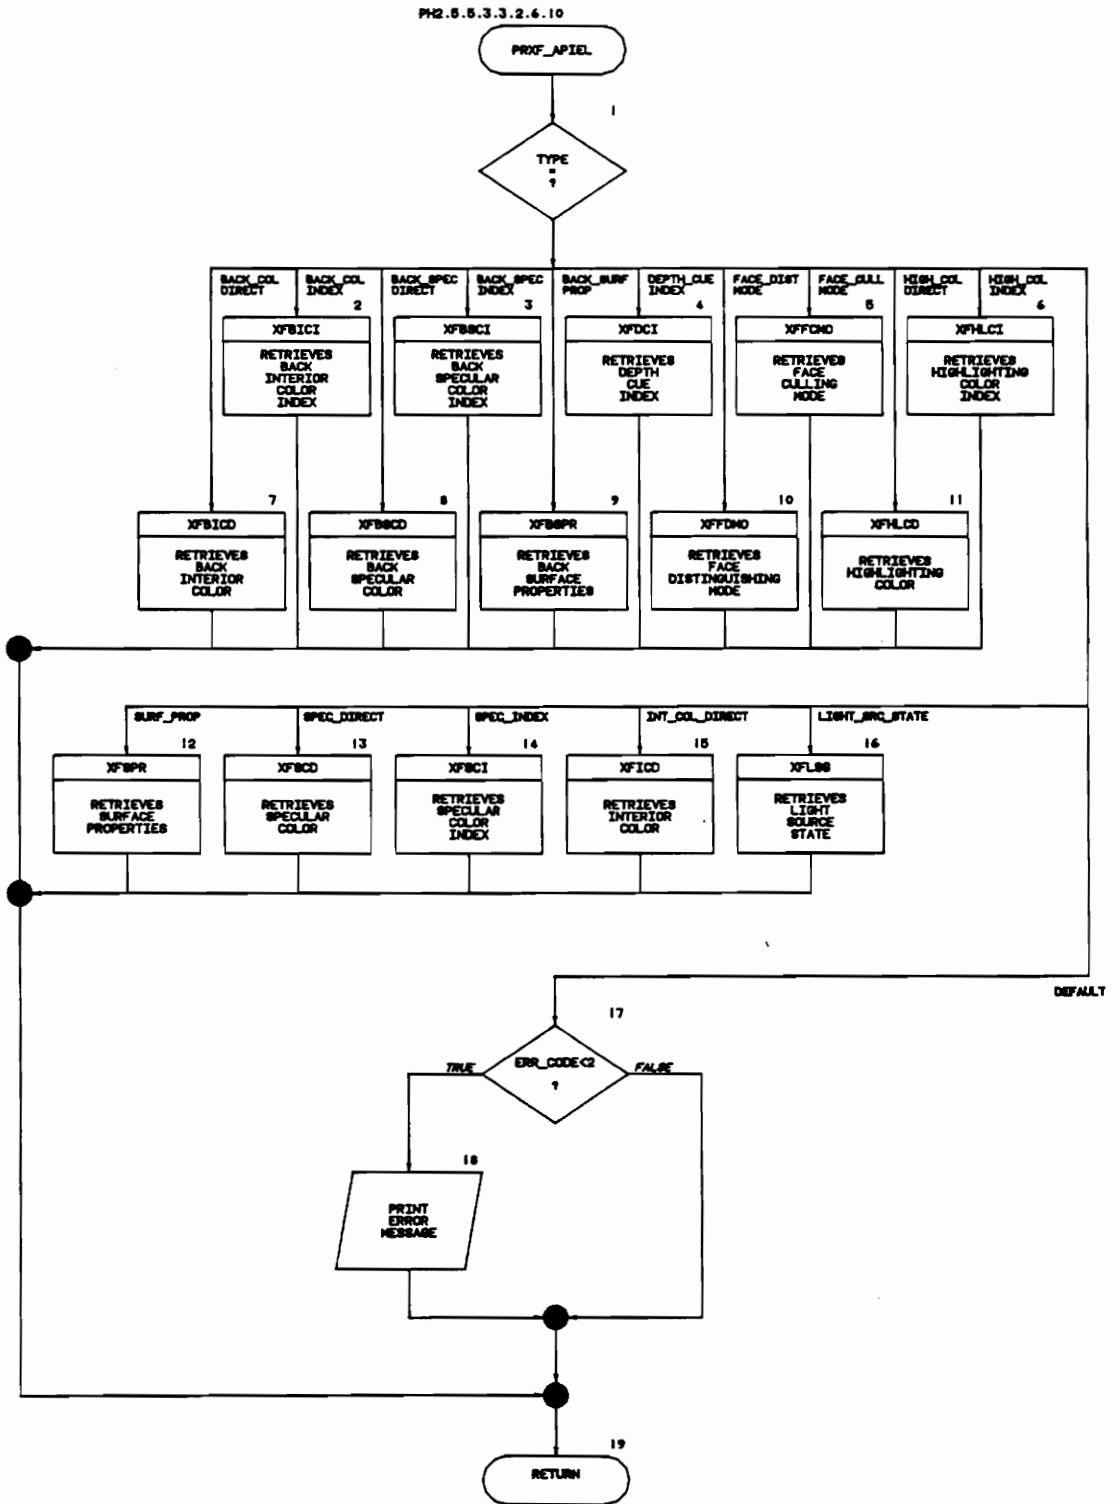 PH2.5.5.3.3.2.6.10
PRXF_APIEL
1
TYPE
=
?
BACK_COL
DIRECT
BACK_COL
INDEX
BACK_SPEC
DIRECT
BACK_SPEC
INDEX
BACK_SURF
PROP
DEPTH_CUE
INDEX
FACE_DIST
MODE
FACE_CULL
MODE
HIGH_COL
DIRECT
HIGH_COL
INDEX
2
XFBICI
RETRIEVES
BACK
INTERIOR
COLOR
INDEX
3
XFBSCI
RETRIEVES
BACK
SPECULAR
COLOR
INDEX
4
XFDCI
RETRIEVES
DEPTH
CUE
INDEX
5
XFFCMO
RETRIEVES
FACE
CULLING
MODE
6
XFHLCI
RETRIEVES
HIGHLIGHTING
COLOR
INDEX
7
XFBICD
RETRIEVES
BACK
INTERIOR
COLOR
8
XFBSCD
RETRIEVES
BACK
SPECULAR
COLOR
9
XFBSPR
RETRIEVES
BACK
SURFACE
PROPERTIES
10
XFFDMO
RETRIEVES
FACE
DISTINGUISHING
MODE
11
XFHLCD
RETRIEVES
HIGHLIGHTING
COLOR
SURF_PROP
SPEC_DIRECT
SPEC_INDEX
INT_COL_DIRECT
LIGHT_SRC_STATE
12
XFSPR
RETRIEVES
SURFACE
PROPERTIES
13
XFSCD
RETRIEVES
SPECULAR
COLOR
14
XFSCI
RETRIEVES
SPECULAR
COLOR
INDEX
15
XFICD
RETRIEVES
INTERIOR
COLOR
16
XFLSS
RETRIEVES
LIGHT
SOURCE
STATE
DEFAULT
17
ERR_CODE<2
?
TRUE
FALSE
18
PRINT
ERROR
MESSAGE
19
RETURN